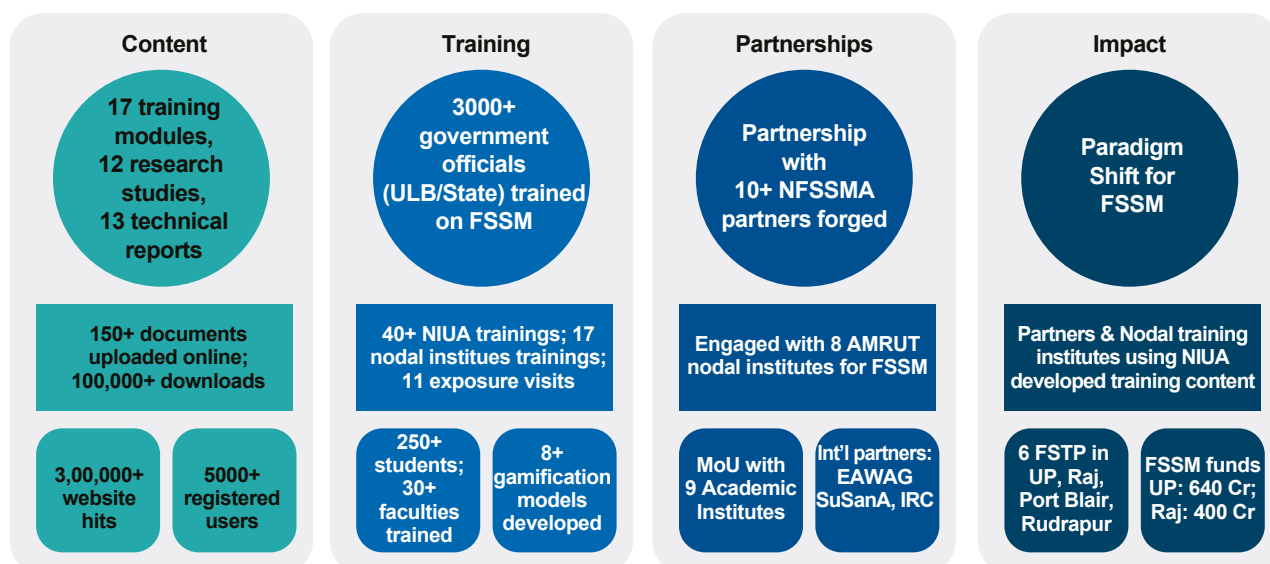 Content
17 training
modules,
12 research
studies,
13 technical
reports
150+ documents
uploaded online;
100,000+ downloads
3,00,000+
website
hits
5000+
registered
users
Training
3000+
government
officials
(ULB/State) trained
on FSSM
40+ NIUA trainings; 17
nodal institues trainings;
11 exposure visits
250+
students;
30+
faculties
trained
8+
gamification
models
developed
Partnerships
Partnership
with
10+ NFSSMA
partners forged
Engaged with 8 AMRUT
nodal institutes for FSSM
MoU with
9 Academic
Institutes
Int'l partners:
EAWAG
SuSanA, IRC
Impact
Paradigm
Shift for
FSSM
Partners & Nodal training
institutes using NIUA
developed training content
6 FSTP in
UP, Raj,
Port Blair,
Rudrapur
FSSM funds
UP: 640 Cr;
Raj: 400 Cr